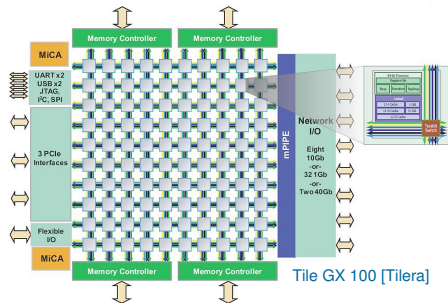 Memory Controller
Memory Controller
MiCA
UART x2
USB x2
JTAG,
I²C, SPI
3 PCIe
Interfaces
Flexible
I/O
MiCA
mPIPE
Network
I/O
Eight
10Gb
-or-
32 1Gb
-or-
Two 40Gb
Memory Controller
Memory Controller
Tile GX 100 [Tilera]